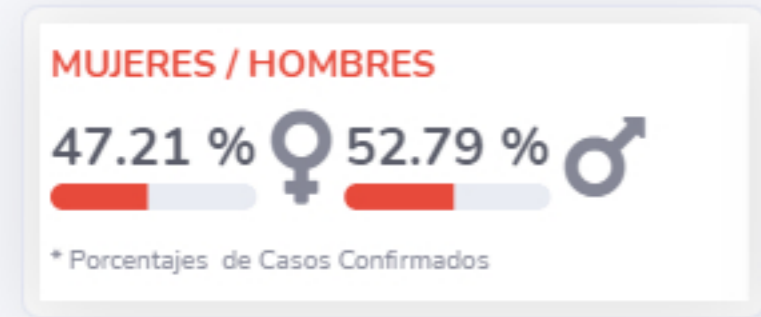 MUJERES / HOMBRES
47.21 % 52.79 %
* Porcentajes de Casos Confirmados